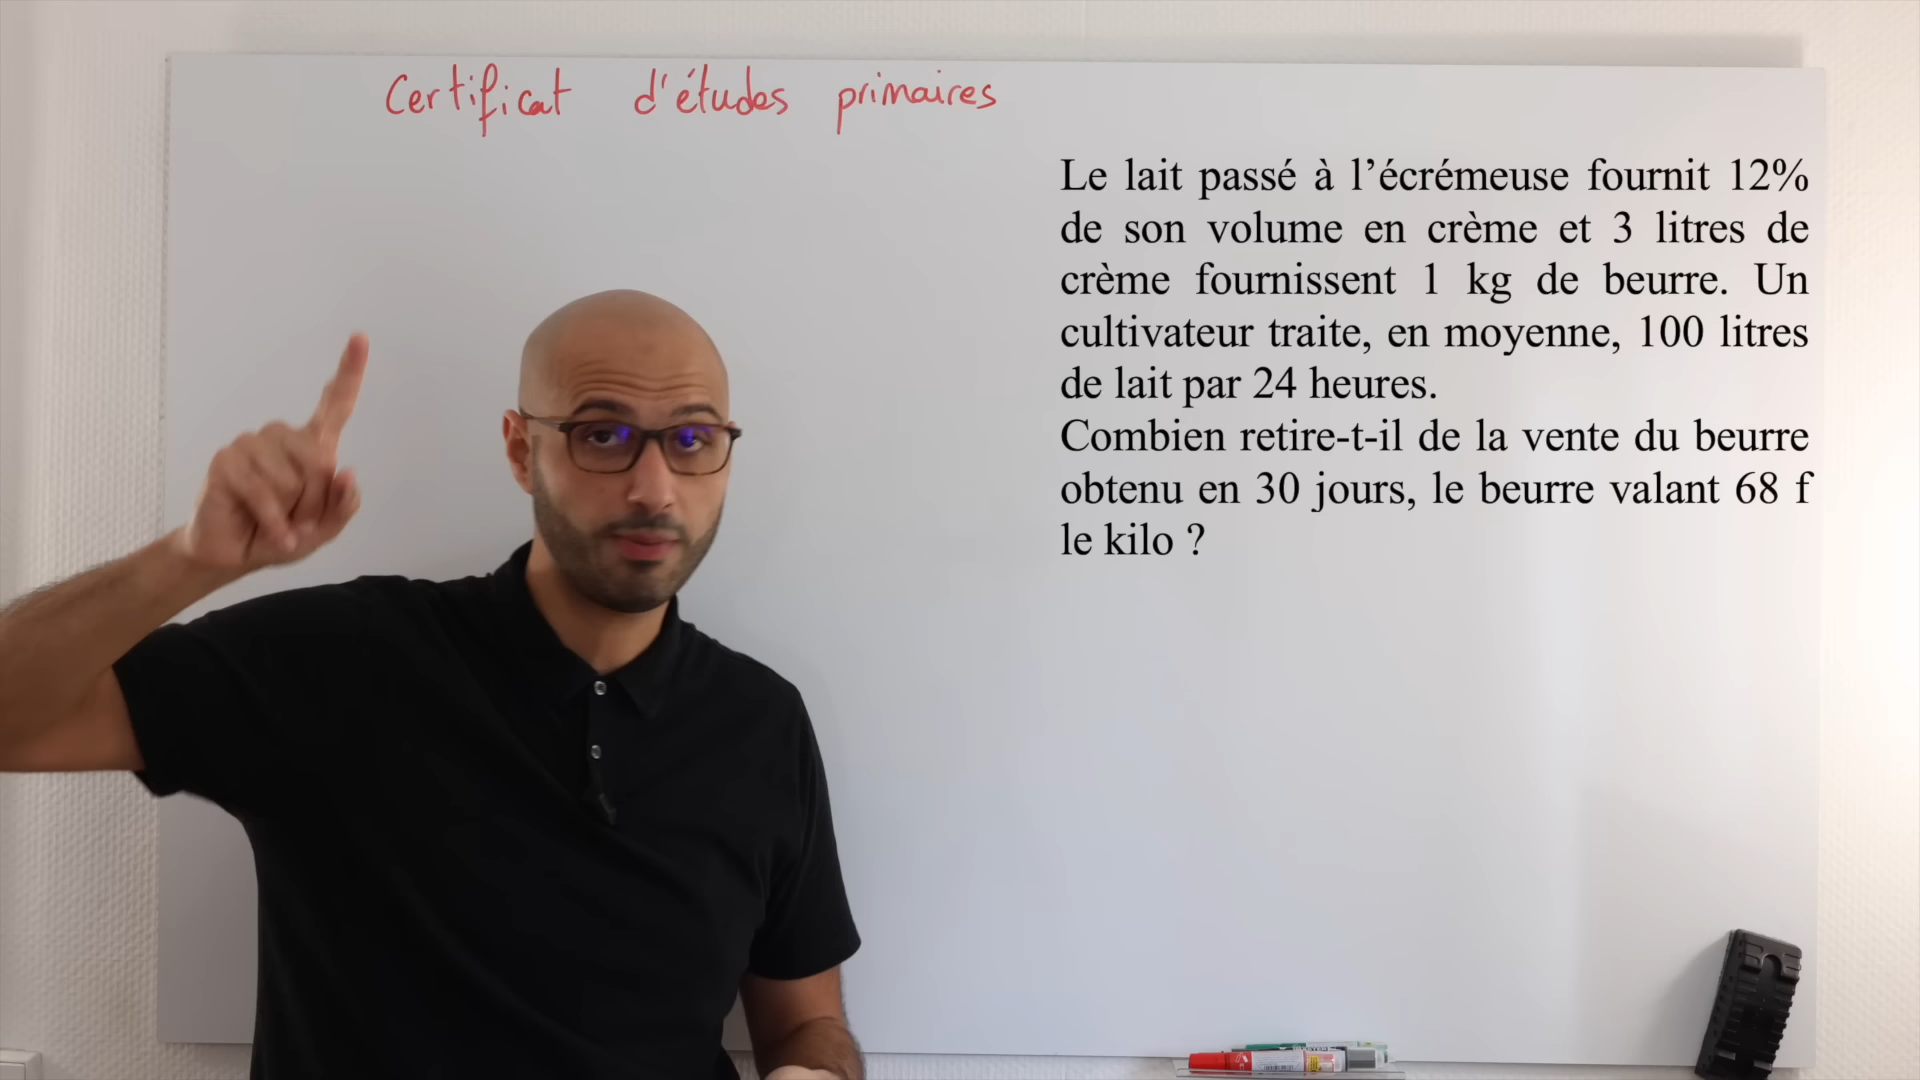 Certificat d'études primaires
Le lait passé à l’écrémeuse fournit 12%
de son volume en crème et 3 litres de
crème fournissent 1 kg de beurre. Un
cultivateur traite, en moyenne, 100 litres
de lait par 24 heures.
Combien retire-t-il de la vente du beurre
obtenu en 30 jours, le beurre valant 68 f
le kilo ?